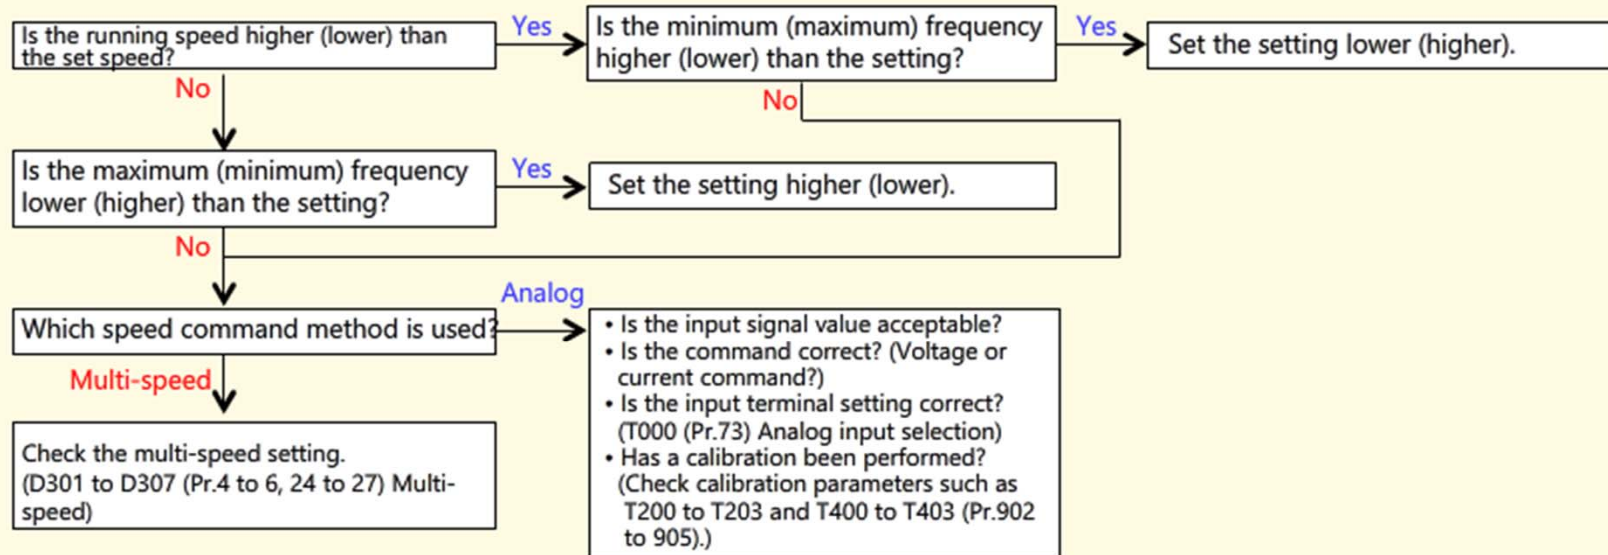 Is the running speed higher (lower) than
the set speed?
Yes
Is the minimum (maximum) frequency
higher (lower) than the setting?
Yes
Set the setting lower (higher).
No
No
Is the maximum (minimum) frequency
lower (higher) than the setting?
Yes
Set the setting higher (lower).
No
Which speed command method is used?
Analog
• Is the input signal value acceptable?
• Is the command correct? (Voltage or
current command?)
• Is the input terminal setting correct?
(T000 (Pr.73) Analog input selection)
• Has a calibration been performed?
(Check calibration parameters such as
T200 to T203 and T400 to T403 (Pr.902
to 905).)
Multi-speed
Check the multi-speed setting.
(D301 to D307 (Pr.4 to 6, 24 to 27) Multi-
speed)